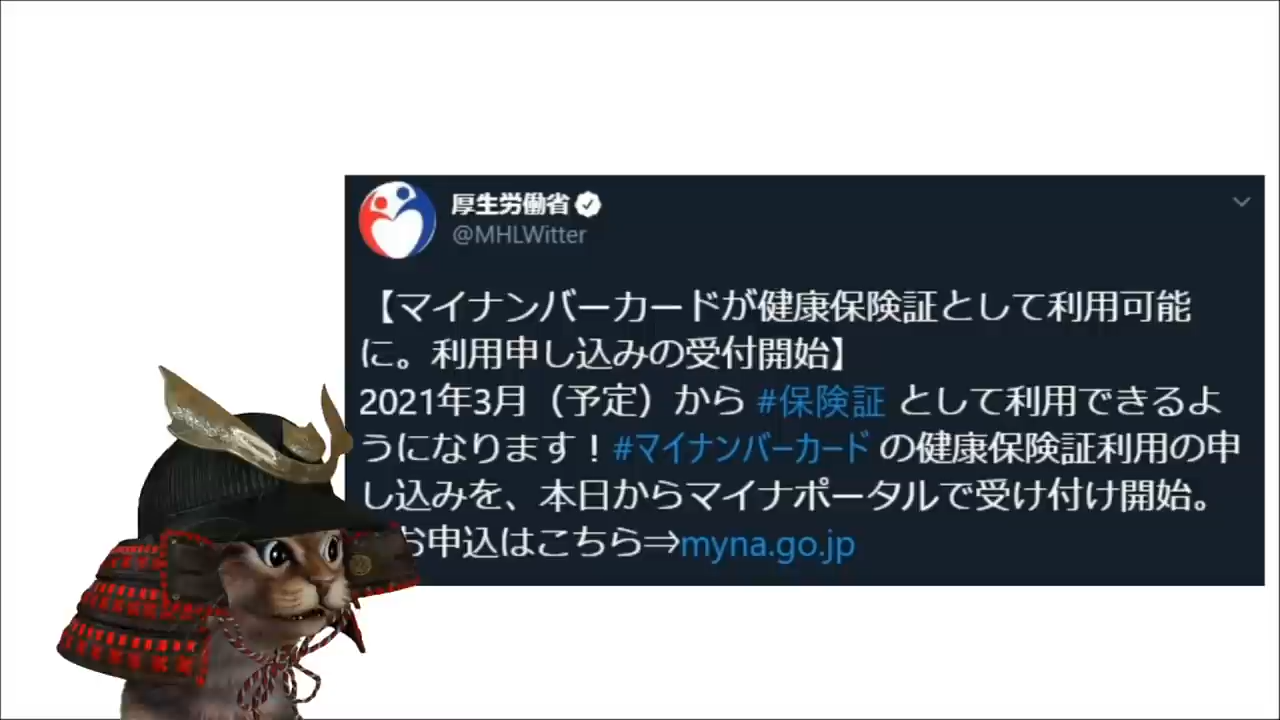 厚生労働省
@MHLWitter
【マイナンバーカードが健康保険証として利用可能
に。利用申し込みの受付開始】
2021年3月（予定）から #保険証 として利用できるよ
うになります！#マイナンバーカード の健康保険証利用の申
し込みを、本日からマイナポータルで受け付け開始。
お申込はこちら⇒myna.go.jp